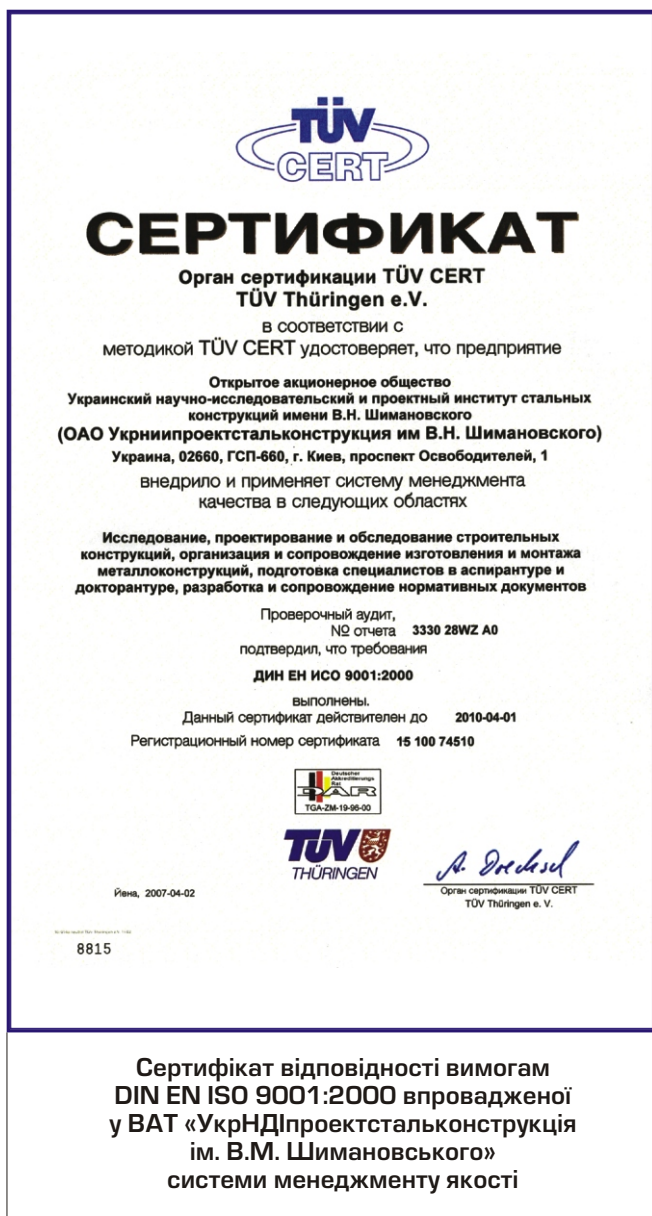 TÜV
CERT
СЕРТИФИКАТ
Орган сертификации TÜV CERT
TÜV Thüringen e.V.
в соответствии с
методикой TÜV CERT удостоверяет, что предприятие
Открытое акционерное общество
Украинский научно-исследовательский и проектный институт стальных
конструкций имени В.Н. Шимановского
(ОАО Укрниипроектстальконструкция им В.Н. Шимановского)
Украина, 02660, ГСП-660, г. Киев, проспект Освободителей, 1
внедрило и применяет систему менеджмента
качества в следующих областях
Исследование, проектирование и обследование строительных
конструкций, организация и сопровождение изготовления и монтажа
металлоконструкций, подготовка специалистов в аспирантуре и
докторантуре, разработка и сопровождение нормативных документов
Проверочный аудит,
№ отчета 3330 28WZ A0
подтвердил, что требования
ДИН ЕН ИСО 9001:2000
выполнены.
Данный сертификат действителен до 2010-04-01
Регистрационный номер сертификата 15 100 74510
Deutscher
Akkreditierungs
Rat
DAR
TGA-ZM-19-95-00
TÜV
THÜRINGEN
A. Drechsel
Йена, 2007-04-02
Орган сертификации TÜV CERT
TÜV Thüringen e. V.
8815
Сертифікат відповідності вимогам
DIN EN ISO 9001:2000 впровадженої
у ВАТ «УкрНДІпроектстальконструкція
ім. В.М. Шимановського»
системи менеджменту якості